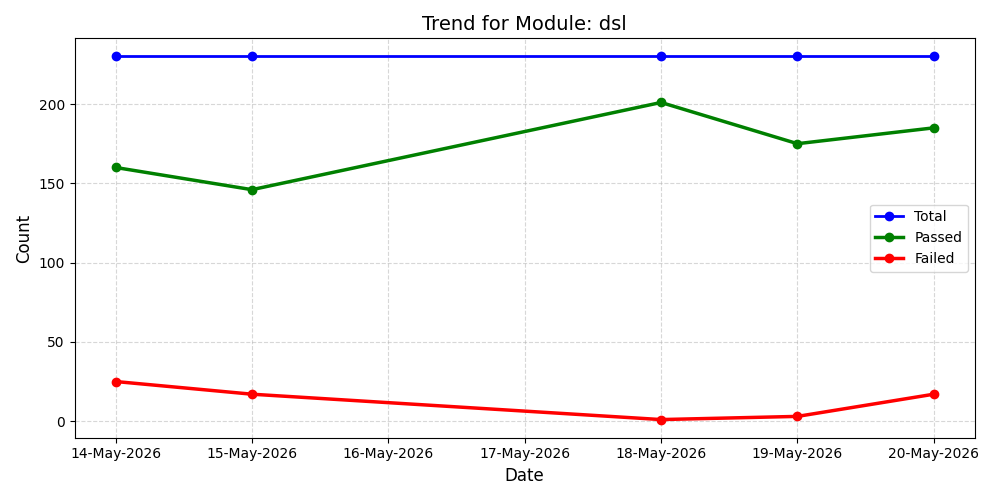 Trend for Module: dsl
Count
200
150
100
50
0
Total
Passed
Failed
14-May-2026 15-May-2026 16-May-2026 17-May-2026 18-May-2026 19-May-2026 20-May-2026
Date